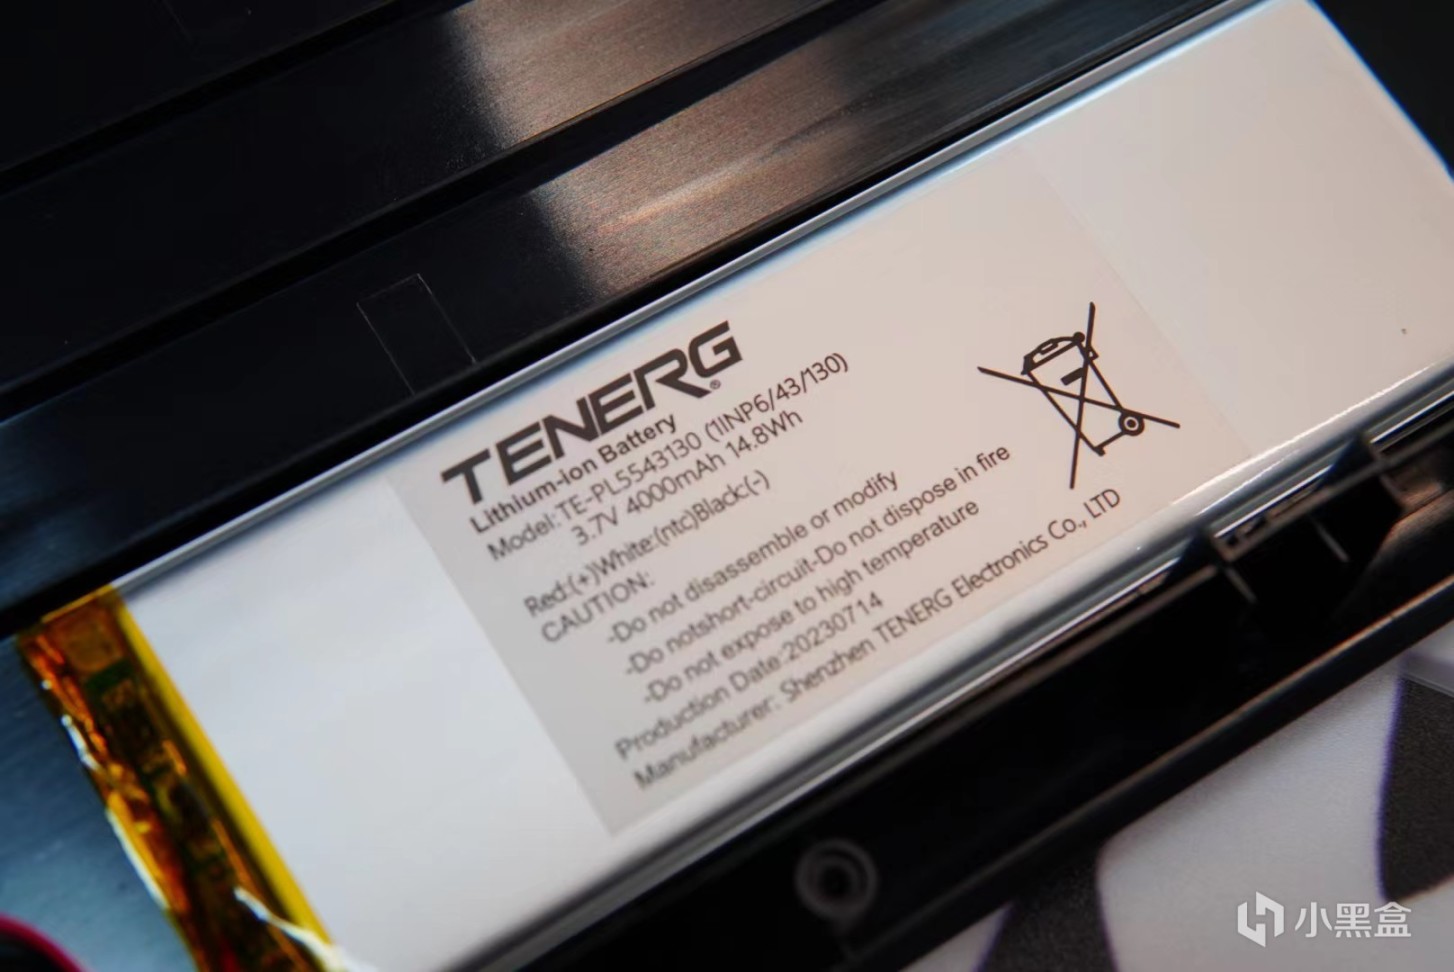 TENERG®
Lithium-ion Battery
Model:TE-PL5543130 (1INP6/43/130)
3.7V 4000mAh 14.8Wh
Red:(+)White:(ntc)Black:(-)
CAUTION:
-Do not disassemble or modify
-Do notshort-circuit-Do not dispose in fire
-Do not expose to high temperature
Production Date:20230714
Manufacturer: Shenzhen TENERG Electronics Co., LTD
小黑盒